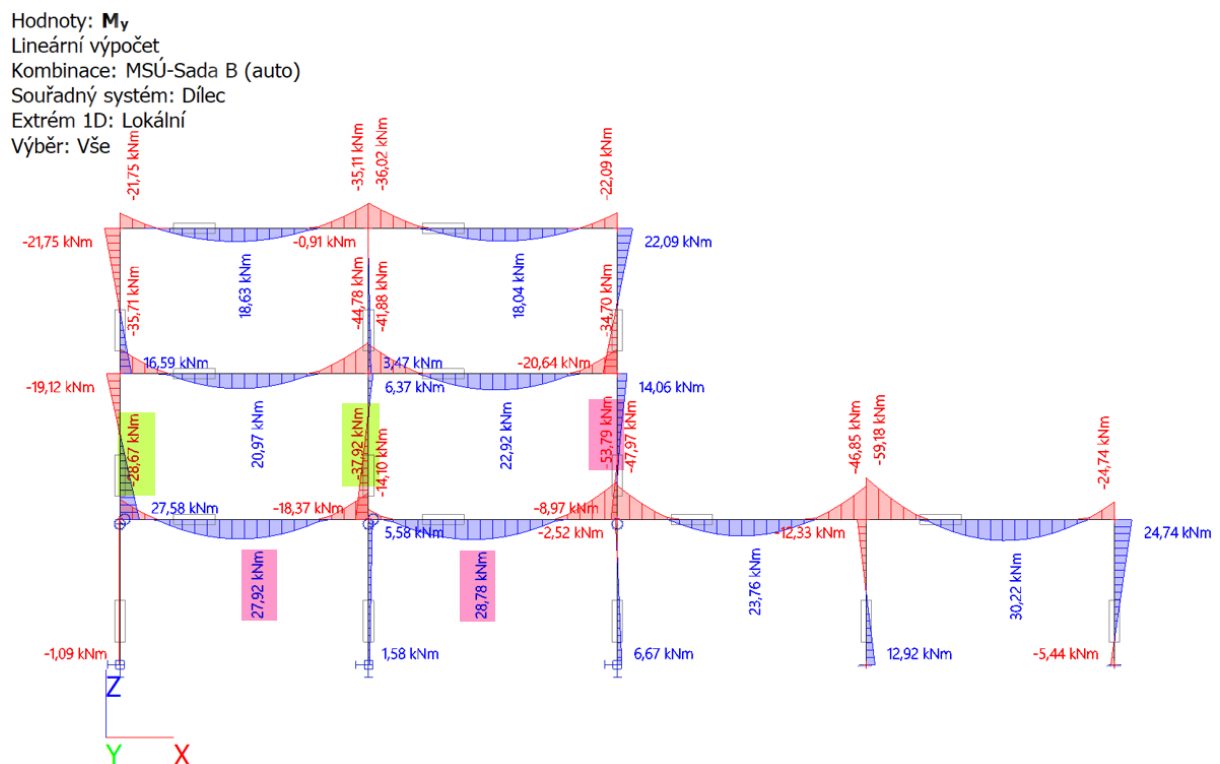 Hodnoty: My
Lineární výpočet
Kombinace: MSÚ-Sada B (auto)
Souřadný systém: Dílec
Extrém 1D: Lokální
Výběr: Vše
-21,75 kNm
-35,11 kNm
-36,02 kNm
-22,09 kNm
-21,75 kNm
-0,91 kNm
22,09 kNm
18,63 kNm
18,04 kNm
-35,71 kNm
-44,78 kNm
-41,88 kNm
-34,70 kNm
16,59 kNm
3,47 kNm
-20,64 kNm
-19,12 kNm
6,37 kNm
14,06 kNm
20,97 kNm
22,92 kNm
-28,67 kNm
-37,92 kNm
-14,10 kNm
-53,79 kNm
-47,97 kNm
-46,85 kNm
-59,18 kNm
-24,74 kNm
27,58 kNm
-18,37 kNm
-8,97 kNm
5,58 kNm
-2,52 kNm
-12,33 kNm
24,74 kNm
27,92 kNm
28,78 kNm
23,76 kNm
30,22 kNm
-1,09 kNm
1,58 kNm
6,67 kNm
12,92 kNm
-5,44 kNm
Z
Y
X